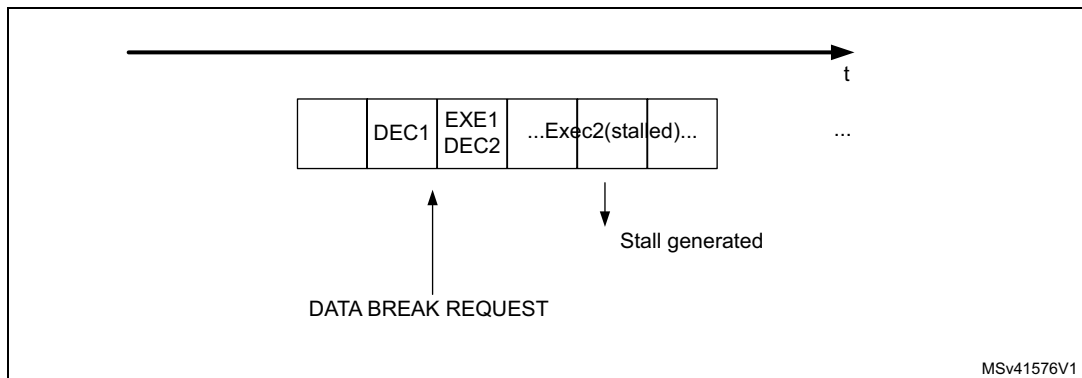 t
DEC1
EXE1
DEC2
...Exec2(stalled)...
...
Stall generated
DATA BREAK REQUEST
MSv41576V1